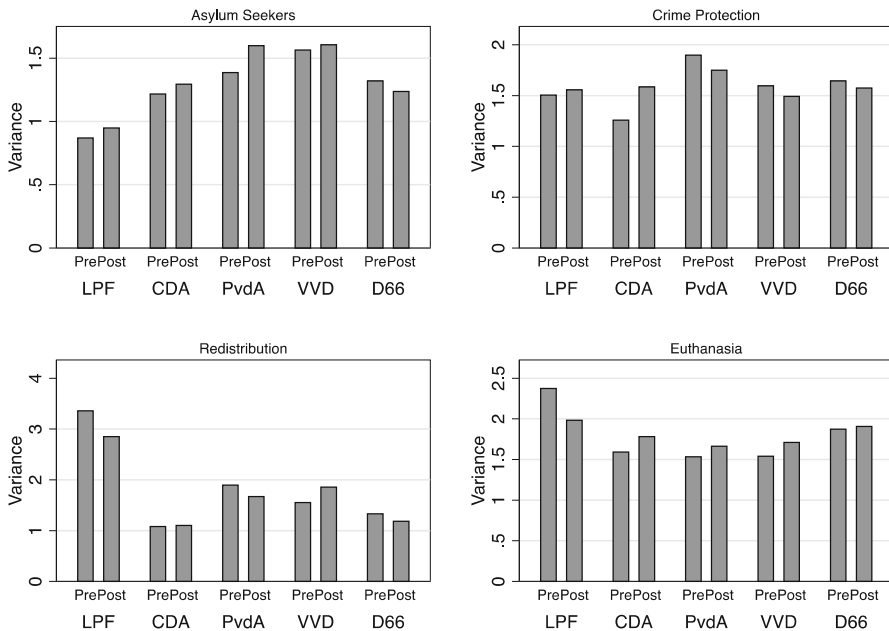 Asylum Seekers
Variance
1.5
1
.5
0
PrePost PrePost PrePost PrePost PrePost
LPF CDA PvdA VVD D66
Crime Protection
Variance
2
1.5
1
.5
0
PrePost PrePost PrePost PrePost PrePost
LPF CDA PvdA VVD D66
Redistribution
Variance
4
3
2
1
0
PrePost PrePost PrePost PrePost PrePost
LPF CDA PvdA VVD D66
Euthanasia
Variance
2.5
2
1.5
1
.5
0
PrePost PrePost PrePost PrePost PrePost
LPF CDA PvdA VVD D66